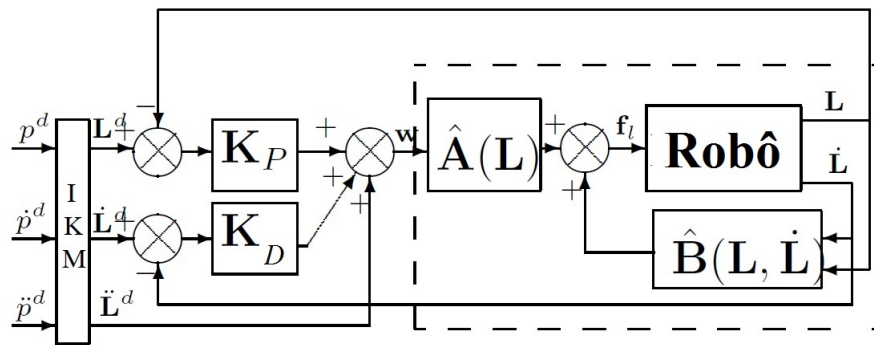 p^d
ṗ^d
p̈^d
I
K
M
L^d
L̇^d
L̈^d
−
+
+
−
K_P
K_D
+
+
+
w
Â(L)
+
+
f_l
Robô
L
L̇
B̂(L, L̇)